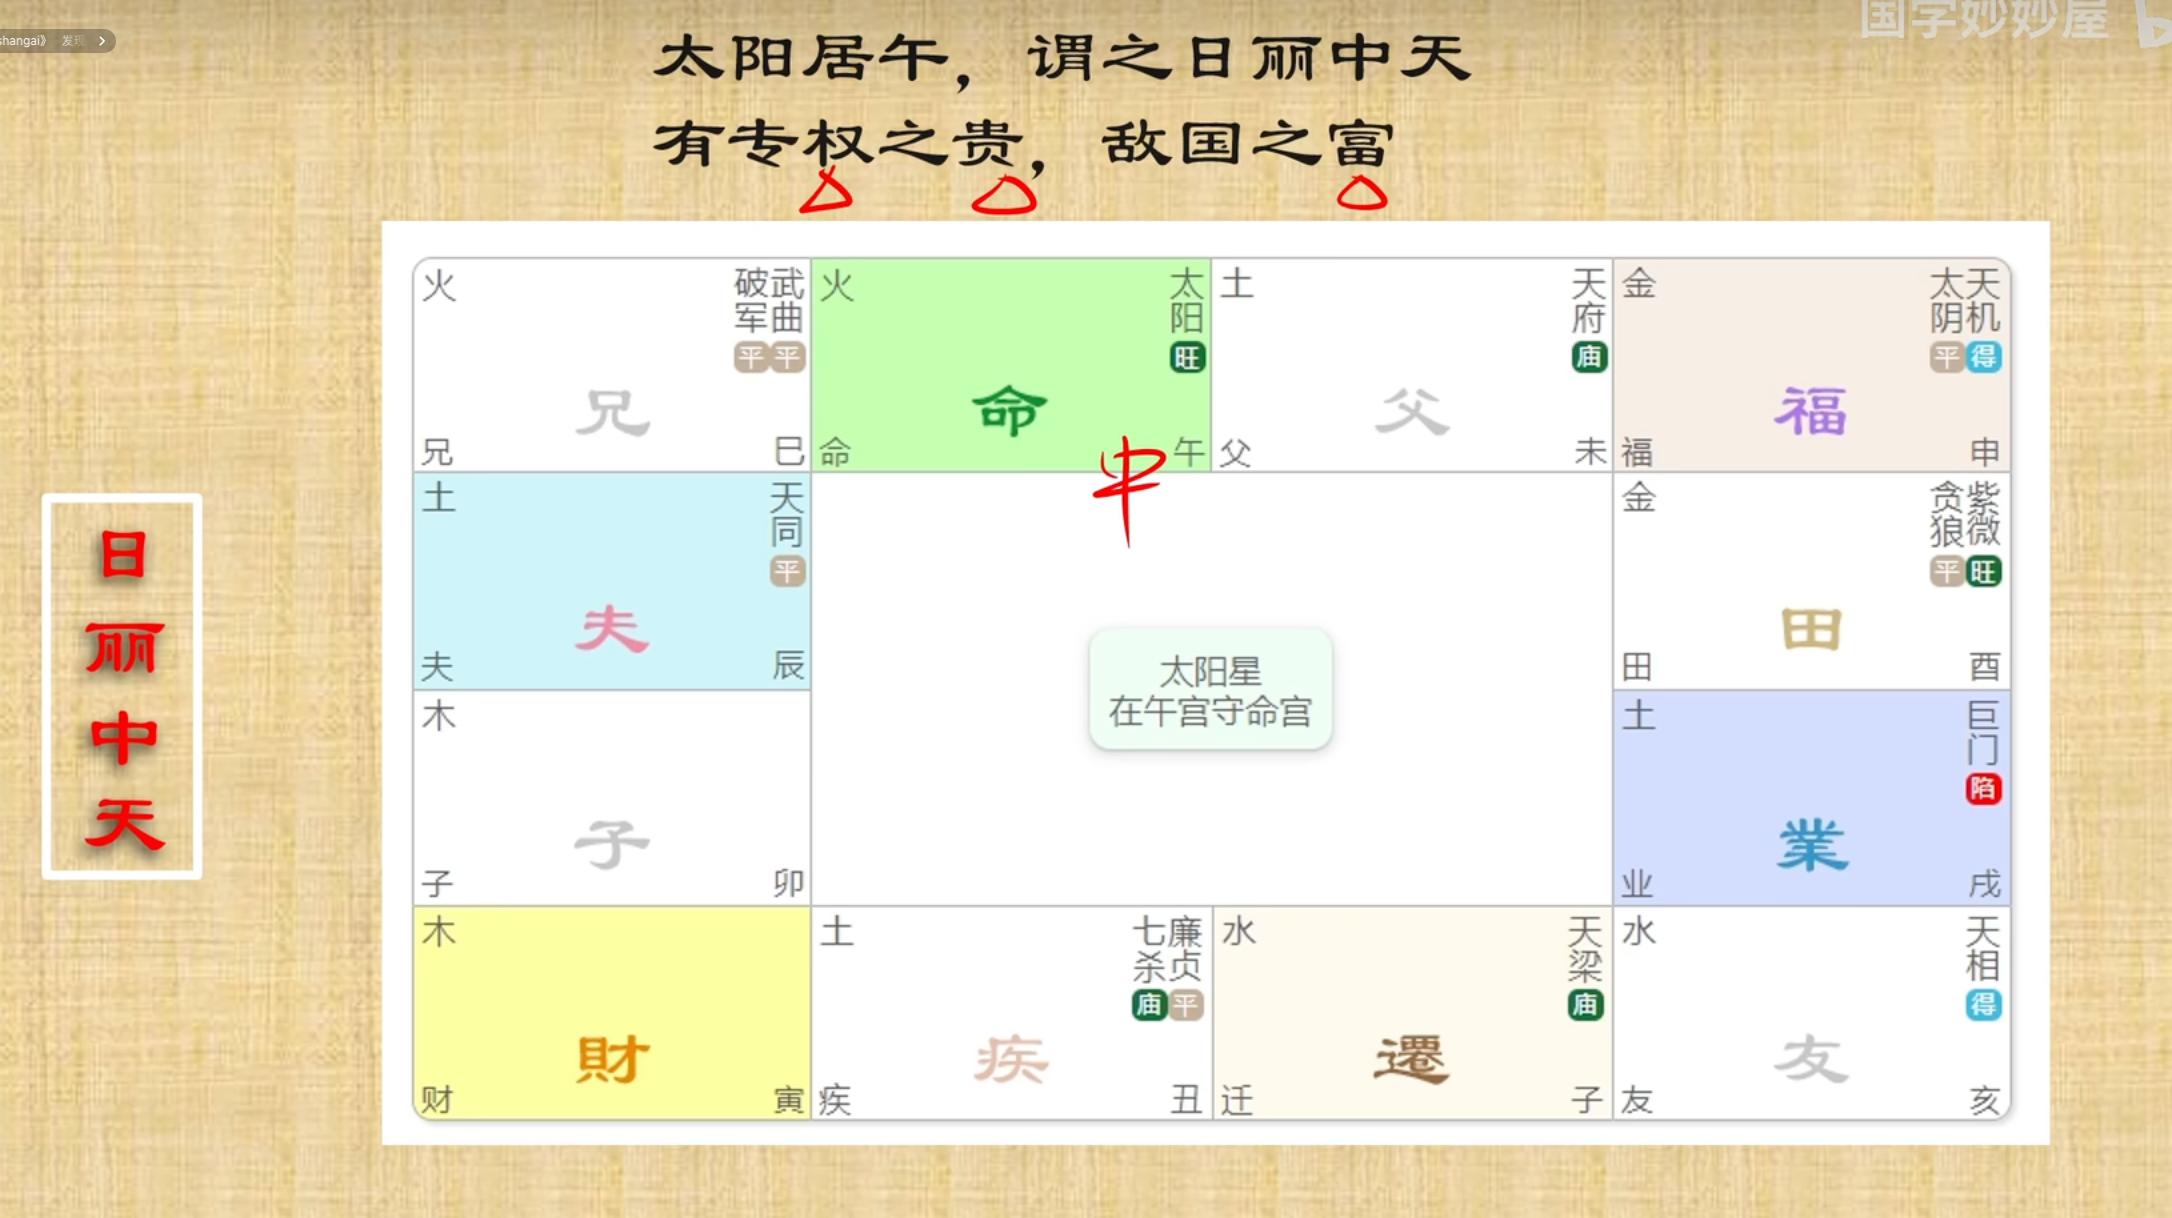 shangai》 发现
国学妙妙屋
太阳居午，谓之日丽中天
有专权之贵，敌国之富
日
丽
中
天
火
破军 武曲
平 平
兄
兄 巳
火
太阳
旺
命
命 午
土
天府
庙
父
父 未
金
太阴 天机
平 得
福
福 申
土
天同
平
夫
夫 辰
金
贪狼 紫微
平 旺
田
田 酉
木
子
子 卯
太阳星
在午宫守命宫
土
巨门
陷
業
业 戌
木
財
财 寅
土
七杀 廉贞
庙 平
疾
疾 丑
水
天梁
庙
遷
迁 子
水
天相
得
友
友 亥